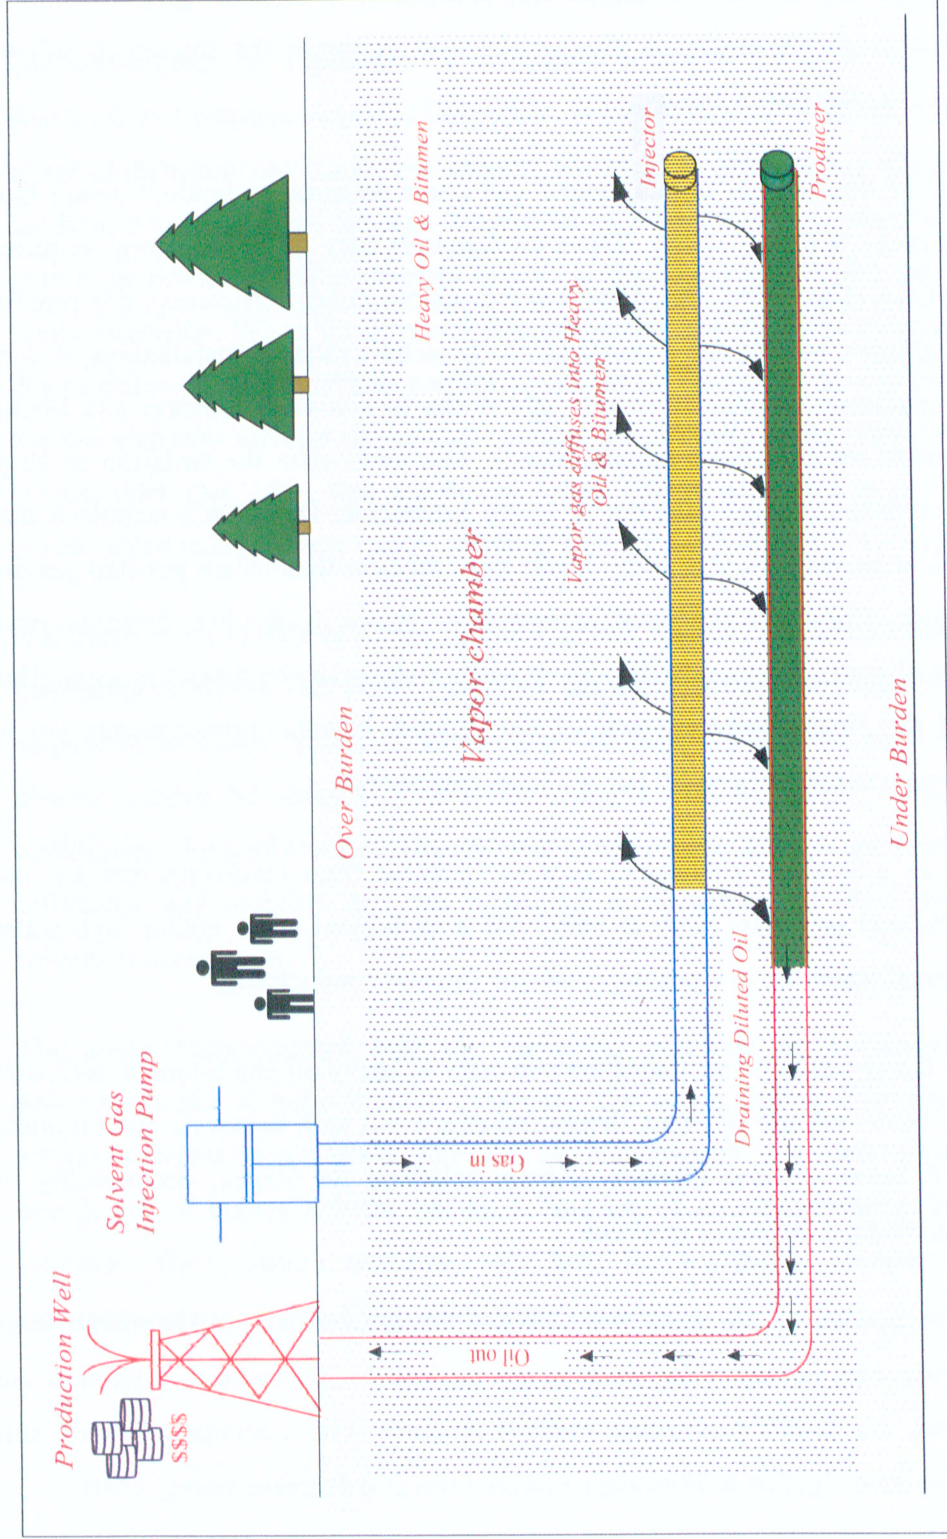 Production Well
$$$$
Solvent Gas
Injection Pump
Oil out
Gas in
Over Burden
Heavy Oil & Bitumen
Vapor chamber
Vapor gas diffuses into Heavy
Oil & Bitumen
Injector
Draining Diluted Oil
Producer
Under Burden